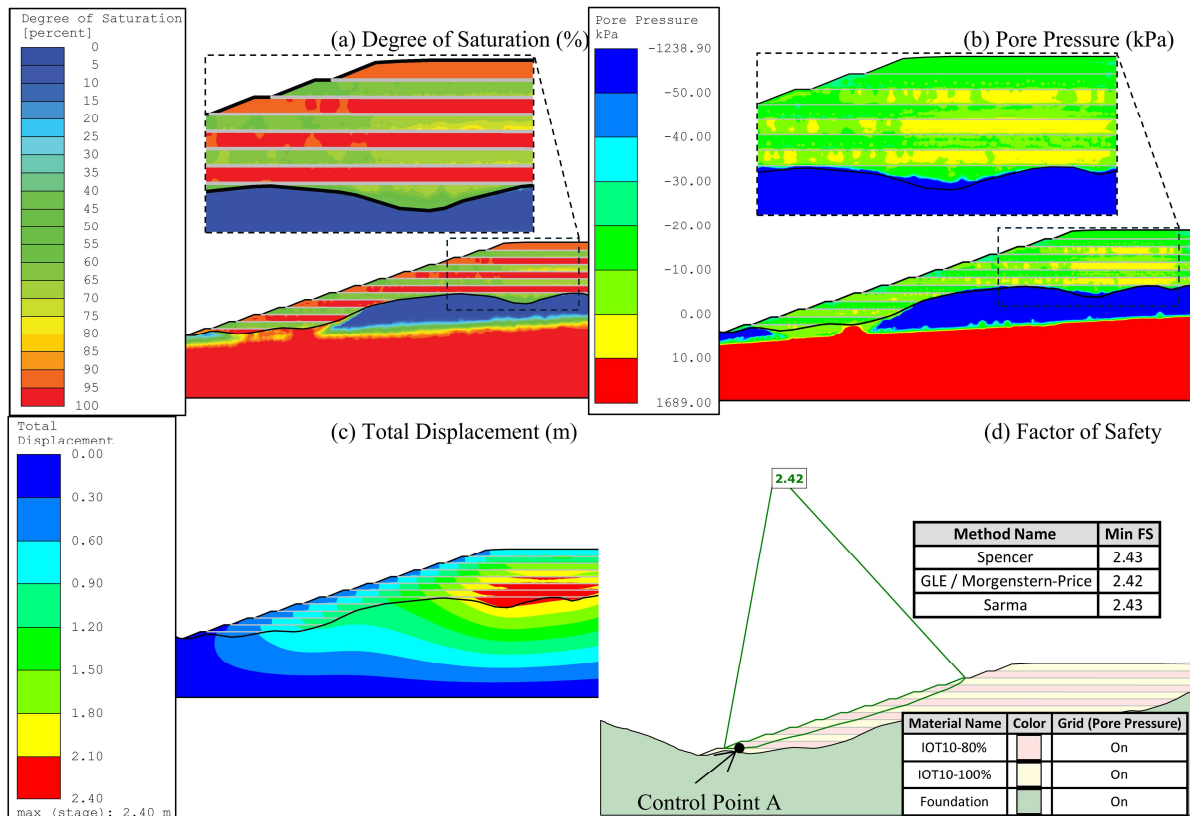 Degree of Saturation
[percent]
0
5
10
15
20
25
30
35
40
45
50
55
60
65
70
75
80
85
90
95
100
(a) Degree of Saturation (%)
Pore Pressure
kPa
-1238.90
-50.00
-40.00
-30.00
-20.00
-10.00
0.00
10.00
1689.00
(b) Pore Pressure (kPa)
Total
Displacement
0.00
0.30
0.60
0.90
1.20
1.50
1.80
2.10
2.40
max (stage): 2.40 m
(c) Total Displacement (m)
(d) Factor of Safety
2.42
Method Name Min FS
Spencer 2.43
GLE / Morgenstern-Price 2.42
Sarma 2.43
Material Name Color Grid (Pore Pressure)
IOT10-80% On
IOT10-100% On
Foundation On
Control Point A